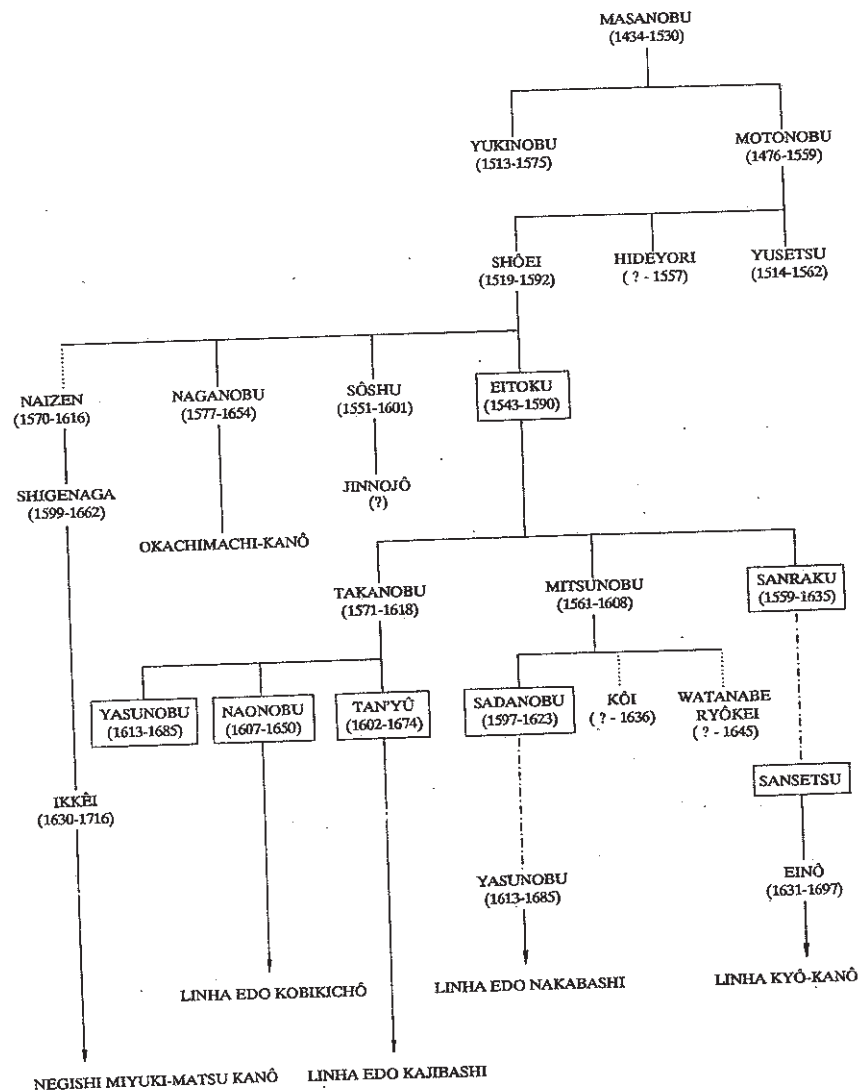 MASANOBU
(1434-1530)
YUKINOBU
(1513-1575)
MOTONOBU
(1476-1559)
SHÔEI
(1519-1592)
HIDEYORI
( ? - 1557)
YUSETSU
(1514-1562)
NAIZEN
(1570-1616)
NAGANOBU
(1577-1654)
SÔSHU
(1551-1601)
EITOKU
(1543-1590)
SHIGENAGA
(1599-1662)
JINNOJÔ
(?)
OKACHIMACHI-KANÔ
TAKANOBU
(1571-1618)
MITSUNOBU
(1561-1608)
SANRAKU
(1559-1635)
YASUNOBU
(1613-1685)
NAONOBU
(1607-1650)
TAN'YÛ
(1602-1674)
SADANOBU
(1597-1623)
KÔI
( ? - 1636)
WATANABE
RYÔKEI
( ? - 1645)
SANSETSU
IKKÊI
(1630-1716)
YASUNOBU
(1613-1685)
EINÔ
(1631-1697)
LINHA EDO KOBIKICHÔ
LINHA EDO NAKABASHI
LINHA KYÔ-KANÔ
NEGISHI MIYUKI-MATSU KANÔ
LINHA EDO KAJIBASHI